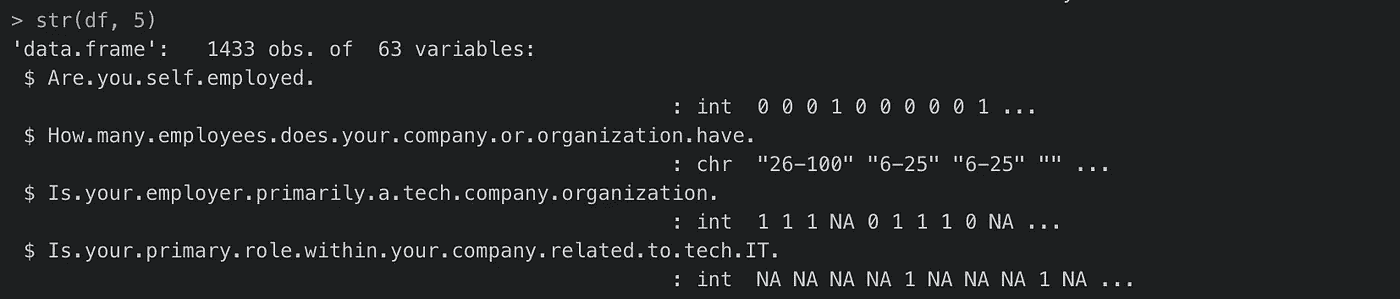 > str(df, 5)
'data.frame':   1433 obs. of  63 variables:
 $ Are.you.self.employed.
: int  0 0 0 1 0 0 0 0 0 1 ...
 $ How.many.employees.does.your.company.or.organization.have.
: chr  "26-100" "6-25" "6-25" "" ...
 $ Is.your.employer.primarily.a.tech.company.organization.
: int  1 1 1 NA 0 1 1 1 0 NA ...
 $ Is.your.primary.role.within.your.company.related.to.tech.IT.
: int  NA NA NA NA 1 NA NA NA 1 NA ...